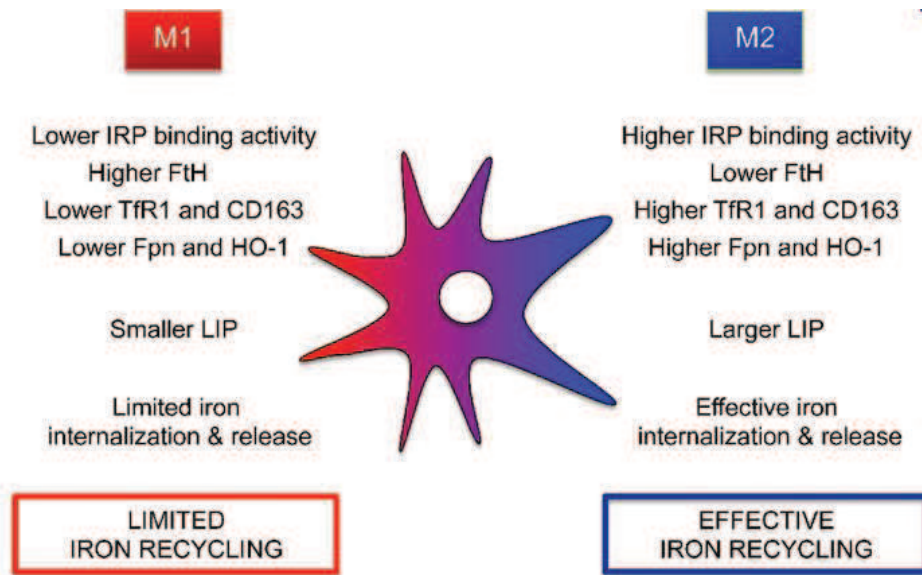 M1
M2
Lower IRP binding activity
Higher FtH
Lower TfR1 and CD163
Lower Fpn and HO-1
Smaller LIP
Limited iron
internalization & release
LIMITED
IRON RECYCLING
Higher IRP binding activity
Lower FtH
Higher TfR1 and CD163
Higher Fpn and HO-1
Larger LIP
Effective iron
internalization & release
EFFECTIVE
IRON RECYCLING